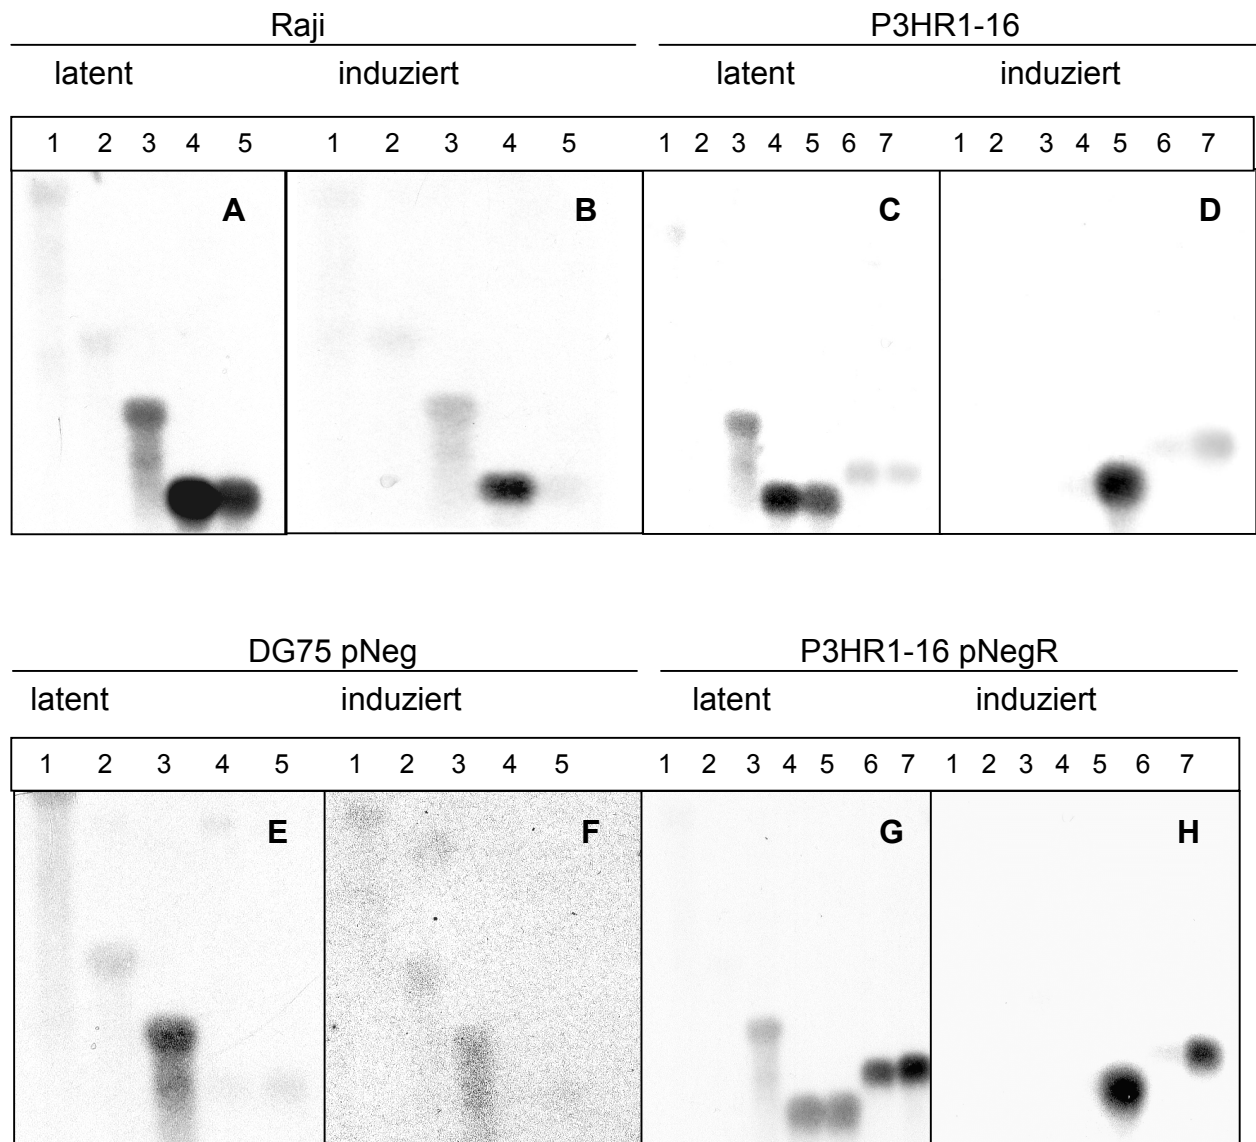 Raji P3HR1-16
latent induziert latent induziert
1 2 3 4 5 1 2 3 4 5 1 2 3 4 5 6 7 1 2 3 4 5 6 7
A B C D
DG75 pNeg P3HR1-16 pNegR
latent induziert latent induziert
1 2 3 4 5 1 2 3 4 5 1 2 3 4 5 6 7 1 2 3 4 5 6 7
E F G H